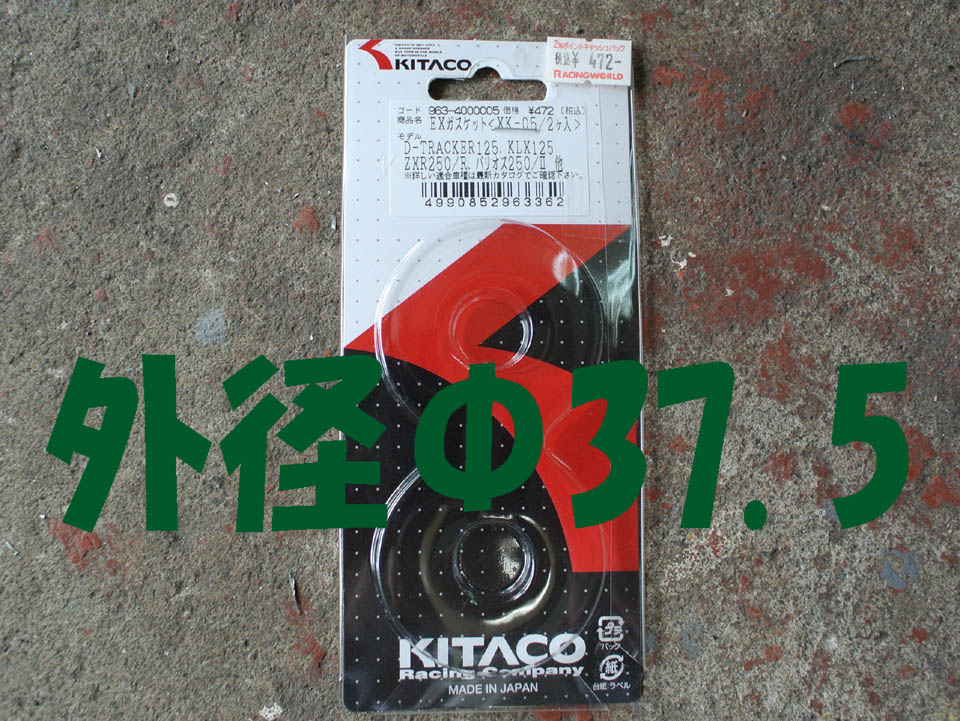 KITACO
2%ポイントキャッシュバック
税込¥ 472-
RACINGWORLD
コード 963-4000005 価格 ¥472 (税込)
商品名 EXガスケット<XK-05/2ヶ入>
モデル
D-TRACKER125, KLX125
ZXR250/R, バリオス250/Ⅱ 他
※詳しい適合車種は最新カタログでご確認下さい。
4990852963362
外径Φ37.5
KITACO
Racing Company
MADE IN JAPAN
プラ
パック
紙
台紙:ラベル